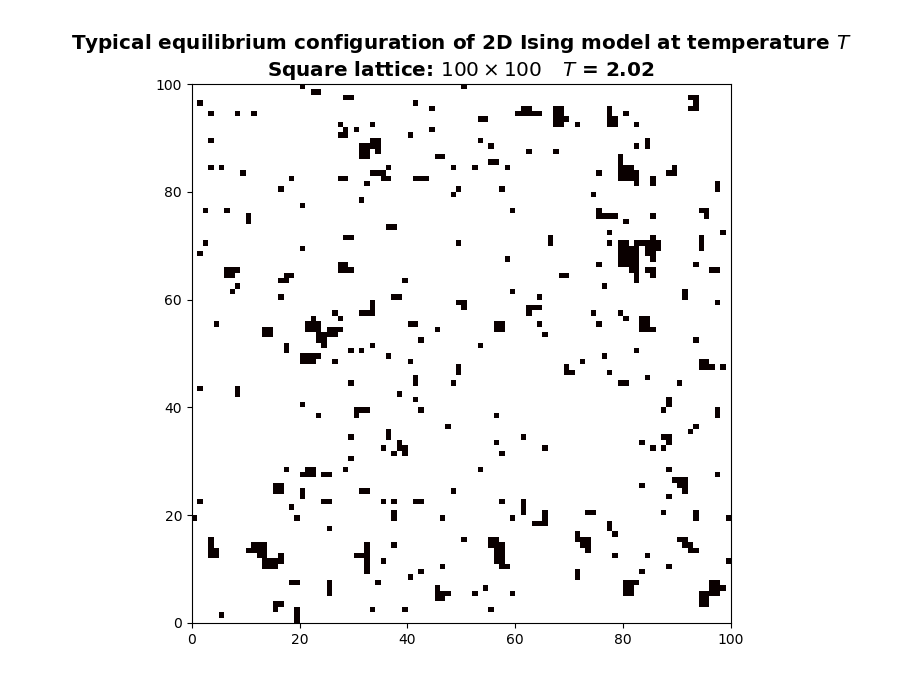 Typical equilibrium configuration of 2D Ising model at temperature T
Square lattice: 100 × 100 T = 2.02
100
80
60
40
20
0
0 20 40 60 80 100